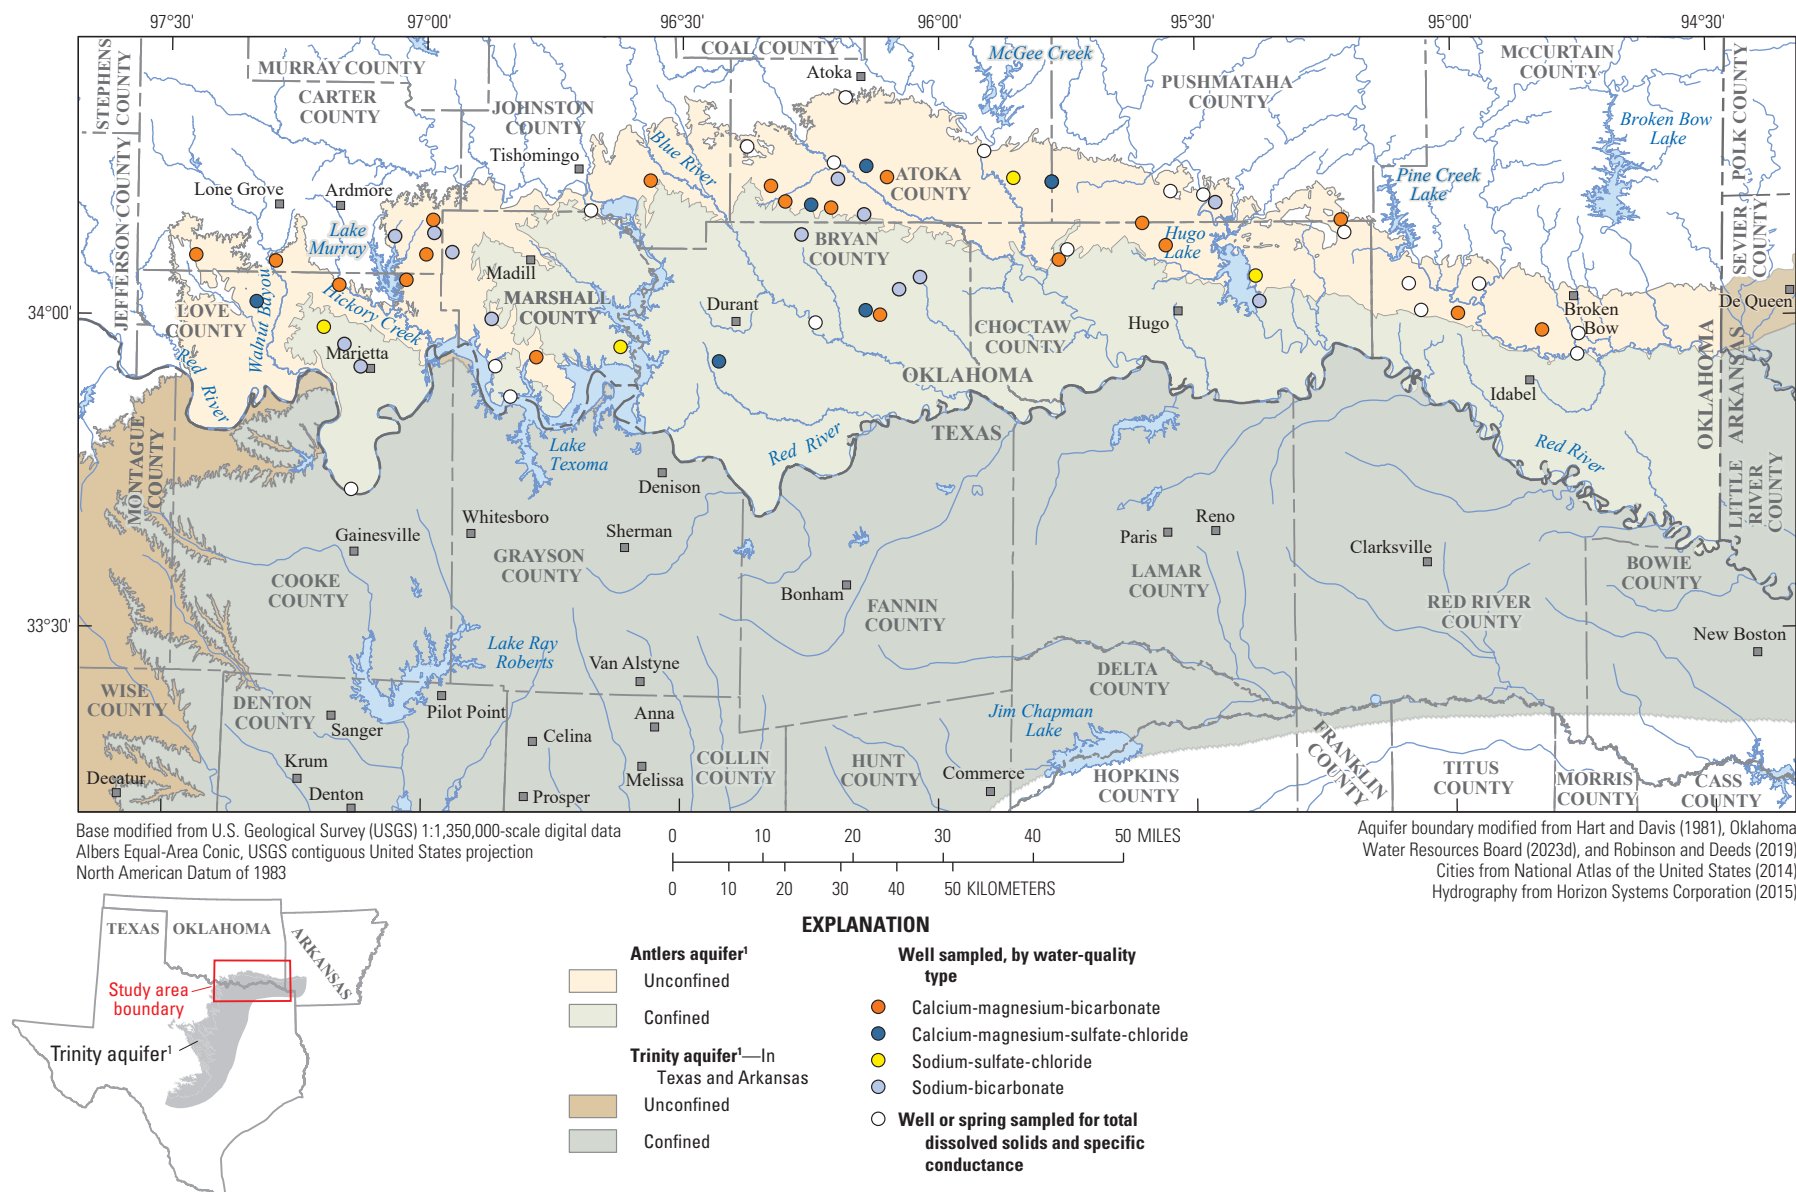 97°30'
97°00'
96°30'
96°00'
95°30'
95°00'
94°30'
34°00'
33°30'
STEPHENS
COUNTY
MURRAY COUNTY
CARTER
COUNTY
JOHNSTON
COUNTY
COAL COUNTY
Atoka
McGee Creek
PUSHMATAHA
COUNTY
McCURTAIN
COUNTY
POLK COUNTY
Broken Bow
Lake
Tishomingo
Blue River
Lone Grove
Ardmore
ATOKA
COUNTY
Pine Creek
Lake
JEFFERSON COUNTY
Lake
Murray
SEVIER
COUNTY
BRYAN
COUNTY
Hugo
Lake
Madill
MARSHALL
COUNTY
De Queen
LOVE
COUNTY
Walnut Bayou
Hickory Creek
Durant
Hugo
CHOCTAW
COUNTY
Broken
Bow
Marietta
Red River
OKLAHOMA
Idabel
OKLAHOMA
ARKANSAS
TEXAS
MONTAGUE
COUNTY
Lake
Texoma
Red River
Red River
Denison
LITTLE
RIVER
COUNTY
Whitesboro
Gainesville
Sherman
Paris
Reno
Clarksville
GRAYSON
COUNTY
COOKE
COUNTY
Bonham
FANNIN
COUNTY
LAMAR
COUNTY
RED RIVER
COUNTY
BOWIE
COUNTY
New Boston
Lake Ray
Roberts
Van Alstyne
WISE
COUNTY
DENTON
COUNTY
DELTA
COUNTY
Pilot Point
Sanger
Anna
Celina
Jim Chapman
Lake
FRANKLIN
COUNTY
Krum
Decatur
Denton
Melissa
Prosper
COLLIN
COUNTY
HUNT
COUNTY
Commerce
HOPKINS
COUNTY
TITUS
COUNTY
MORRIS
COUNTY
CASS
COUNTY
Base modified from U.S. Geological Survey (USGS) 1:1,350,000-scale digital data
Albers Equal-Area Conic, USGS contiguous United States projection
North American Datum of 1983
0 10 20 30 40 50 MILES
0 10 20 30 40 50 KILOMETERS
Aquifer boundary modified from Hart and Davis (1981), Oklahoma
Water Resources Board (2023d), and Robinson and Deeds (2019)
Cities from National Atlas of the United States (2014)
Hydrography from Horizon Systems Corporation (2015)
TEXAS
OKLAHOMA
ARKANSAS
Study area
boundary
Trinity aquifer¹
EXPLANATION
Antlers aquifer¹
Unconfined
Confined
Trinity aquifer¹—In
Texas and Arkansas
Unconfined
Confined
Well sampled, by water-quality
type
Calcium-magnesium-bicarbonate
Calcium-magnesium-sulfate-chloride
Sodium-sulfate-chloride
Sodium-bicarbonate
Well or spring sampled for total
dissolved solids and specific
conductance